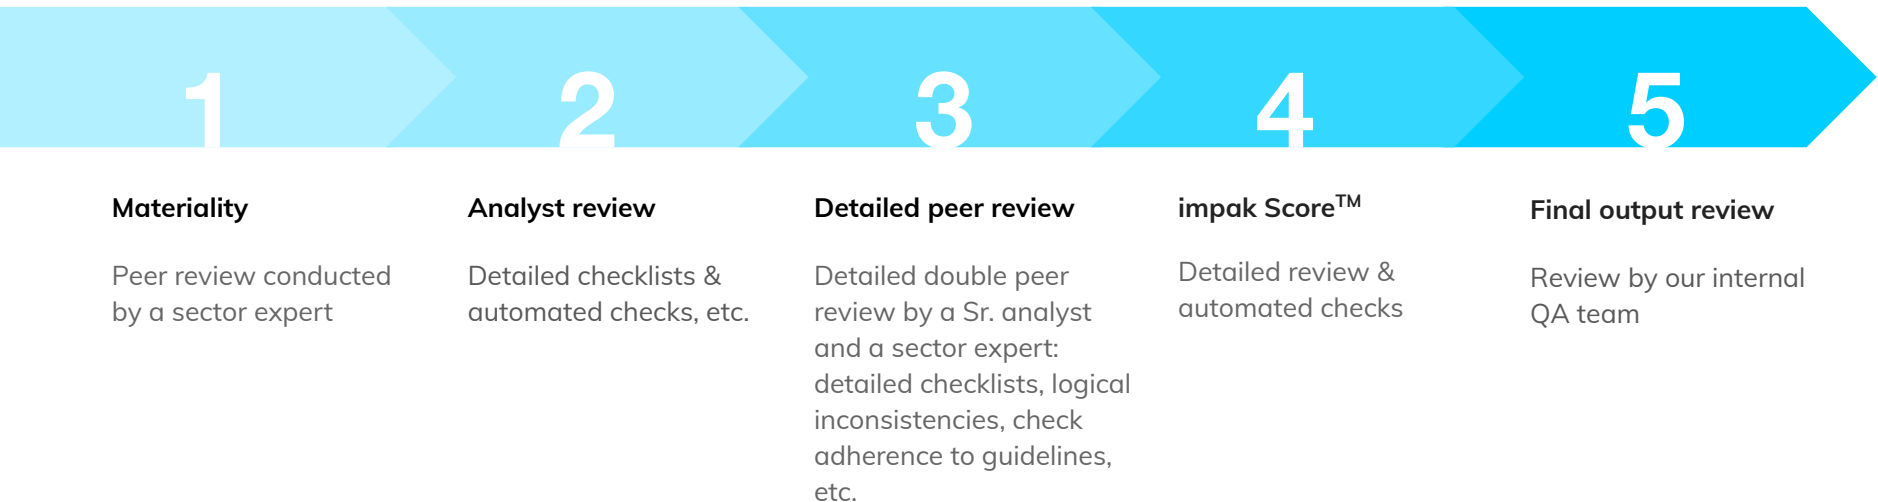 1
2
3
4
5
Materiality
Peer review conducted
by a sector expert
Analyst review
Detailed checklists &
automated checks, etc.
Detailed peer review
Detailed double peer
review by a Sr. analyst
and a sector expert:
detailed checklists, logical
inconsistencies, check
adherence to guidelines,
etc.
impak Score™
Detailed review &
automated checks
Final output review
Review by our internal
QA team